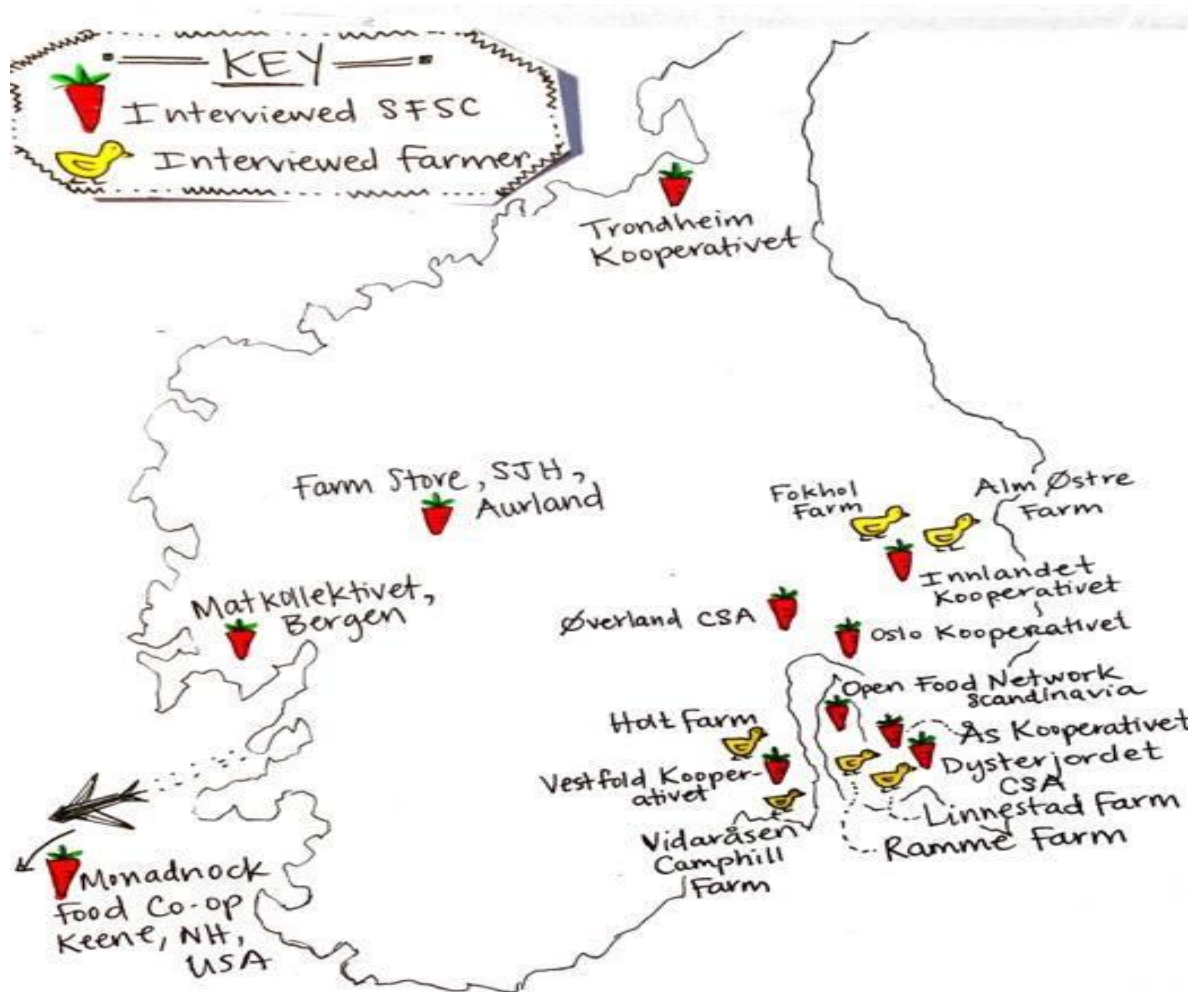 KEY
Interviewed SFSC
Interviewed farmer
Trondheim
Kooperativet
Farm Store, SJH,
Aurland
Fokhol
Farm
Alm Østre
Farm
Innlandet
Kooperativet
Matkollektivet,
Bergen
Øverland CSA
Oslo Kooperativet
Open Food Network
Scandinavia
Holt Farm
Ås Kooperativet
Vestfold Kooper-
ativet
Dysterjordet
CSA
Linnestad Farm
Ramme Farm
Vidaråsen
Camphill
Farm
Monadnock
Food Co-op
Keene, NH,
USA